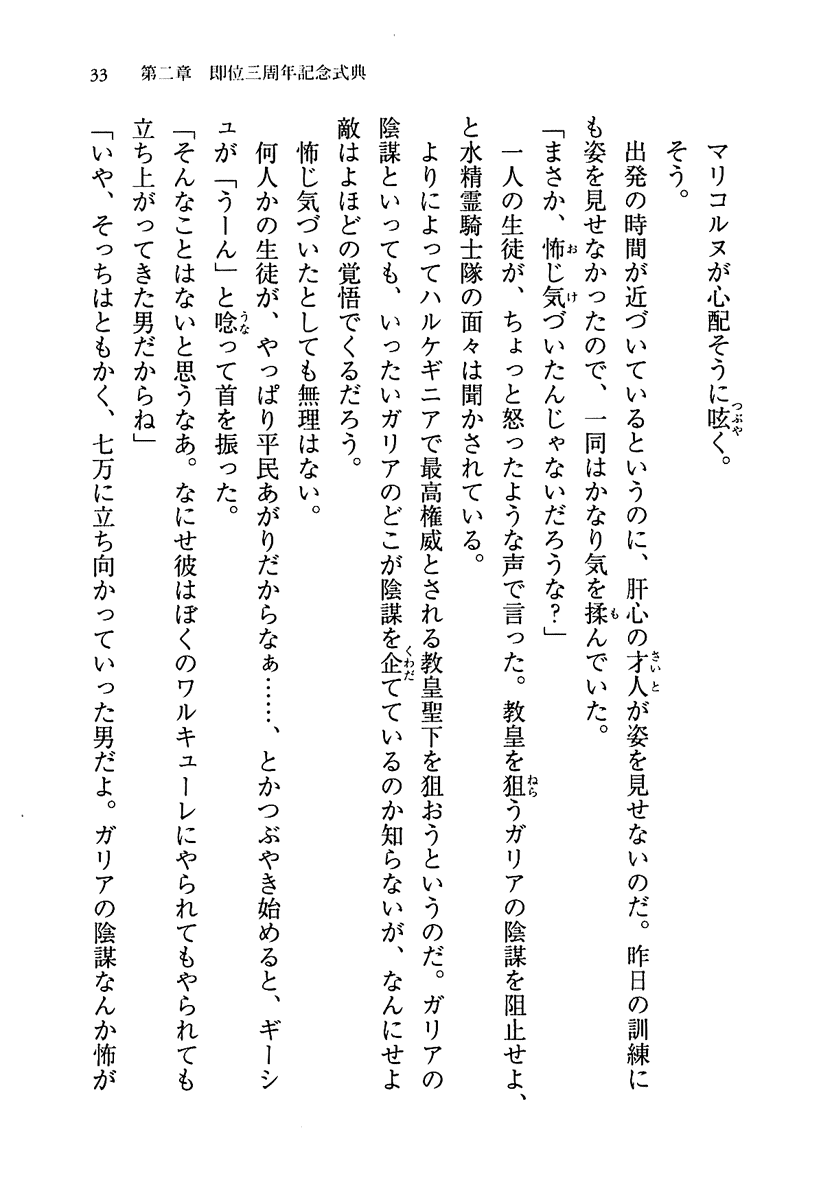 33　第二章　即位三周年記念式典
マリコルヌが心配そうに呟く。
そう。
出発の時間が近づいているというのに、肝心の才人が姿を見せないのだ。昨日の訓練に
も姿を見せなかったので、一同はかなり気を揉んでいた。
「まさか、怖じ気づいたんじゃないだろうな？」
一人の生徒が、ちょっと怒ったような声で言った。教皇を狙うガリアの陰謀を阻止せよ、
と水精霊騎士隊の面々は聞かされている。
よりによってハルケギニアで最高権威とされる教皇聖下を狙おうというのだ。ガリアの
陰謀といっても、いったいガリアのどこが陰謀を企てているのか知らないが、なんにせよ
敵はよほどの覚悟でくるだろう。
怖じ気づいたとしても無理はない。
何人かの生徒が、やっぱり平民あがりだからなぁ……、とかつぶやき始めると、ギーシ
ュが「うーん」と唸って首を振った。
「そんなことはないと思うなあ。なにせ彼はぼくのワルキューレにやられてもやられても
立ち上がってきた男だからね」
「いや、そっちはともかく、七万に立ち向かっていった男だよ。ガリアの陰謀なんか怖が